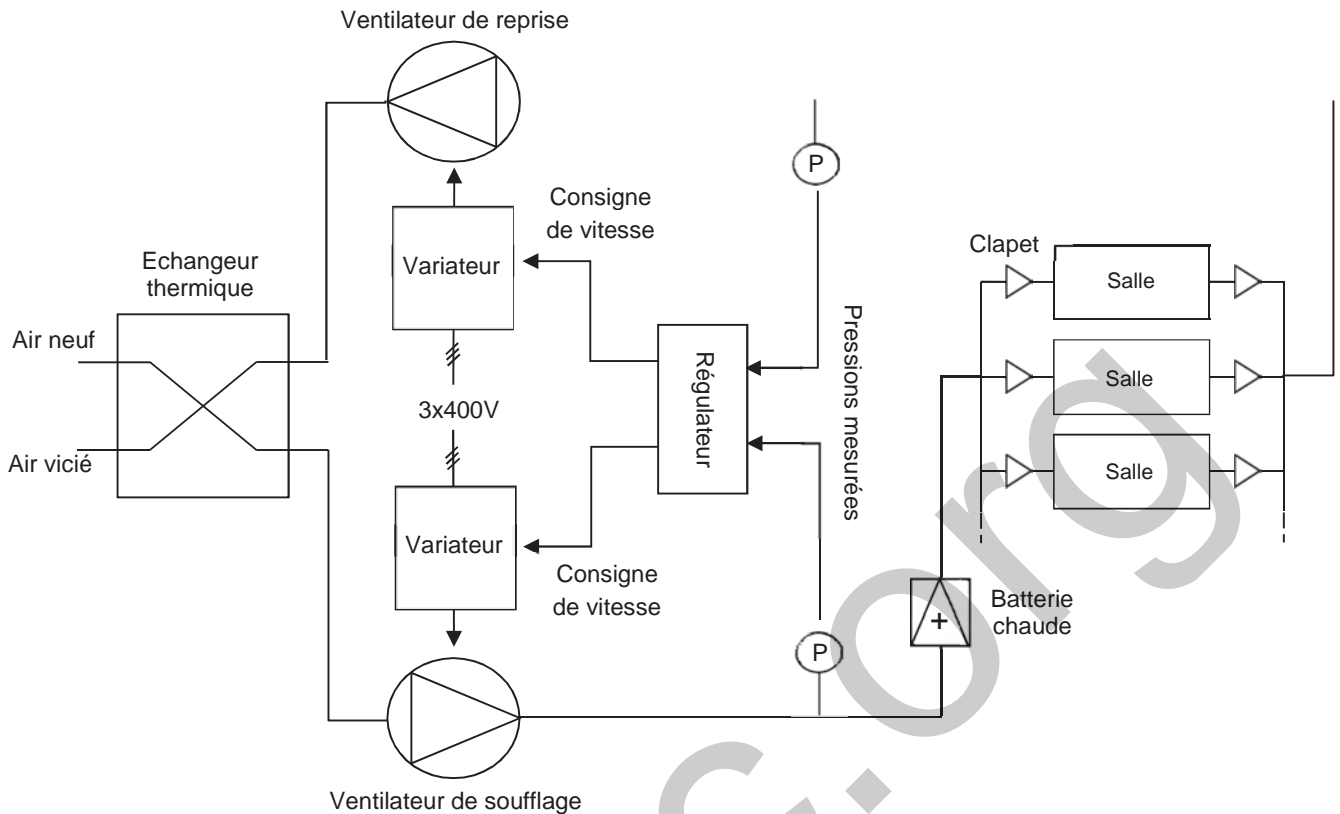 Ventilateur de reprise
P
Consigne
de vitesse
Variateur
Clapet
Salle
Echangeur
thermique
Air neuf
Pressions mesurées
Régulateur
Salle
3x400V
Air vicié
Salle
Variateur
Consigne
de vitesse
Batterie
chaude
+
P
Ventilateur de soufflage
c.org